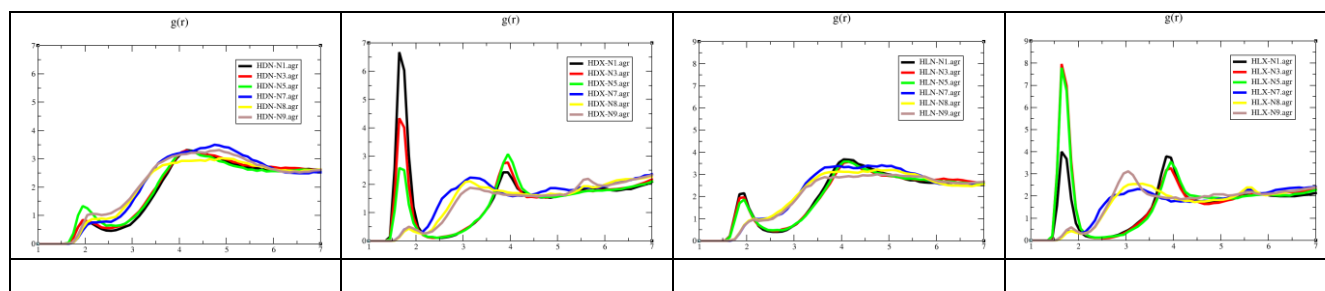 g(r)
7
6
5
4
3
2
1
0
1 2 3 4 5 6 7
HDN-N1.agr
HDN-N3.agr
HDN-N5.agr
HDN-N7.agr
HDN-N8.agr
HDN-N9.agr
g(r)
7
6
5
4
3
2
1
0
1 2 3 4 5 6 7
HDX-N1.agr
HDX-N3.agr
HDX-N5.agr
HDX-N7.agr
HDX-N8.agr
HDX-N9.agr
g(r)
9
8
7
6
5
4
3
2
1
0
1 2 3 4 5 6 7
HLN-N1.agr
HLN-N3.agr
HLN-N5.agr
HLN-N7.agr
HLN-N8.agr
HLN-N9.agr
g(r)
9
8
7
6
5
4
3
2
1
0
1 2 3 4 5 6 7
HLX-N1.agr
HLX-N3.agr
HLX-N5.agr
HLX-N7.agr
HLX-N8.agr
HLX-N9.agr